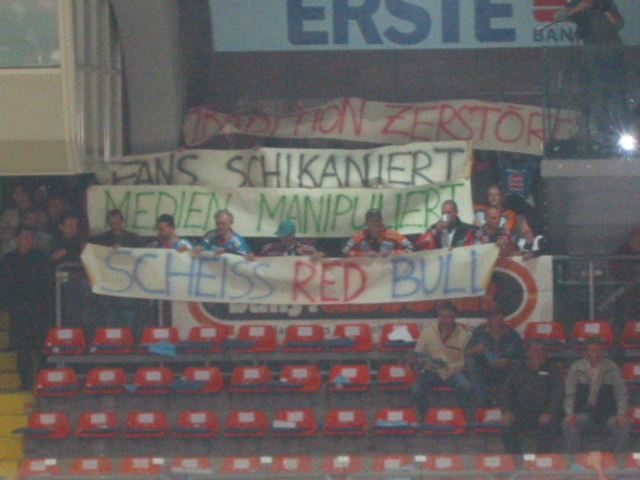 ERSTE
BANK
TRADITION ZERSTÖRT
FANS SCHIKANIERT
MEDIEN MANIPULIERT
SCHEISS RED BULL